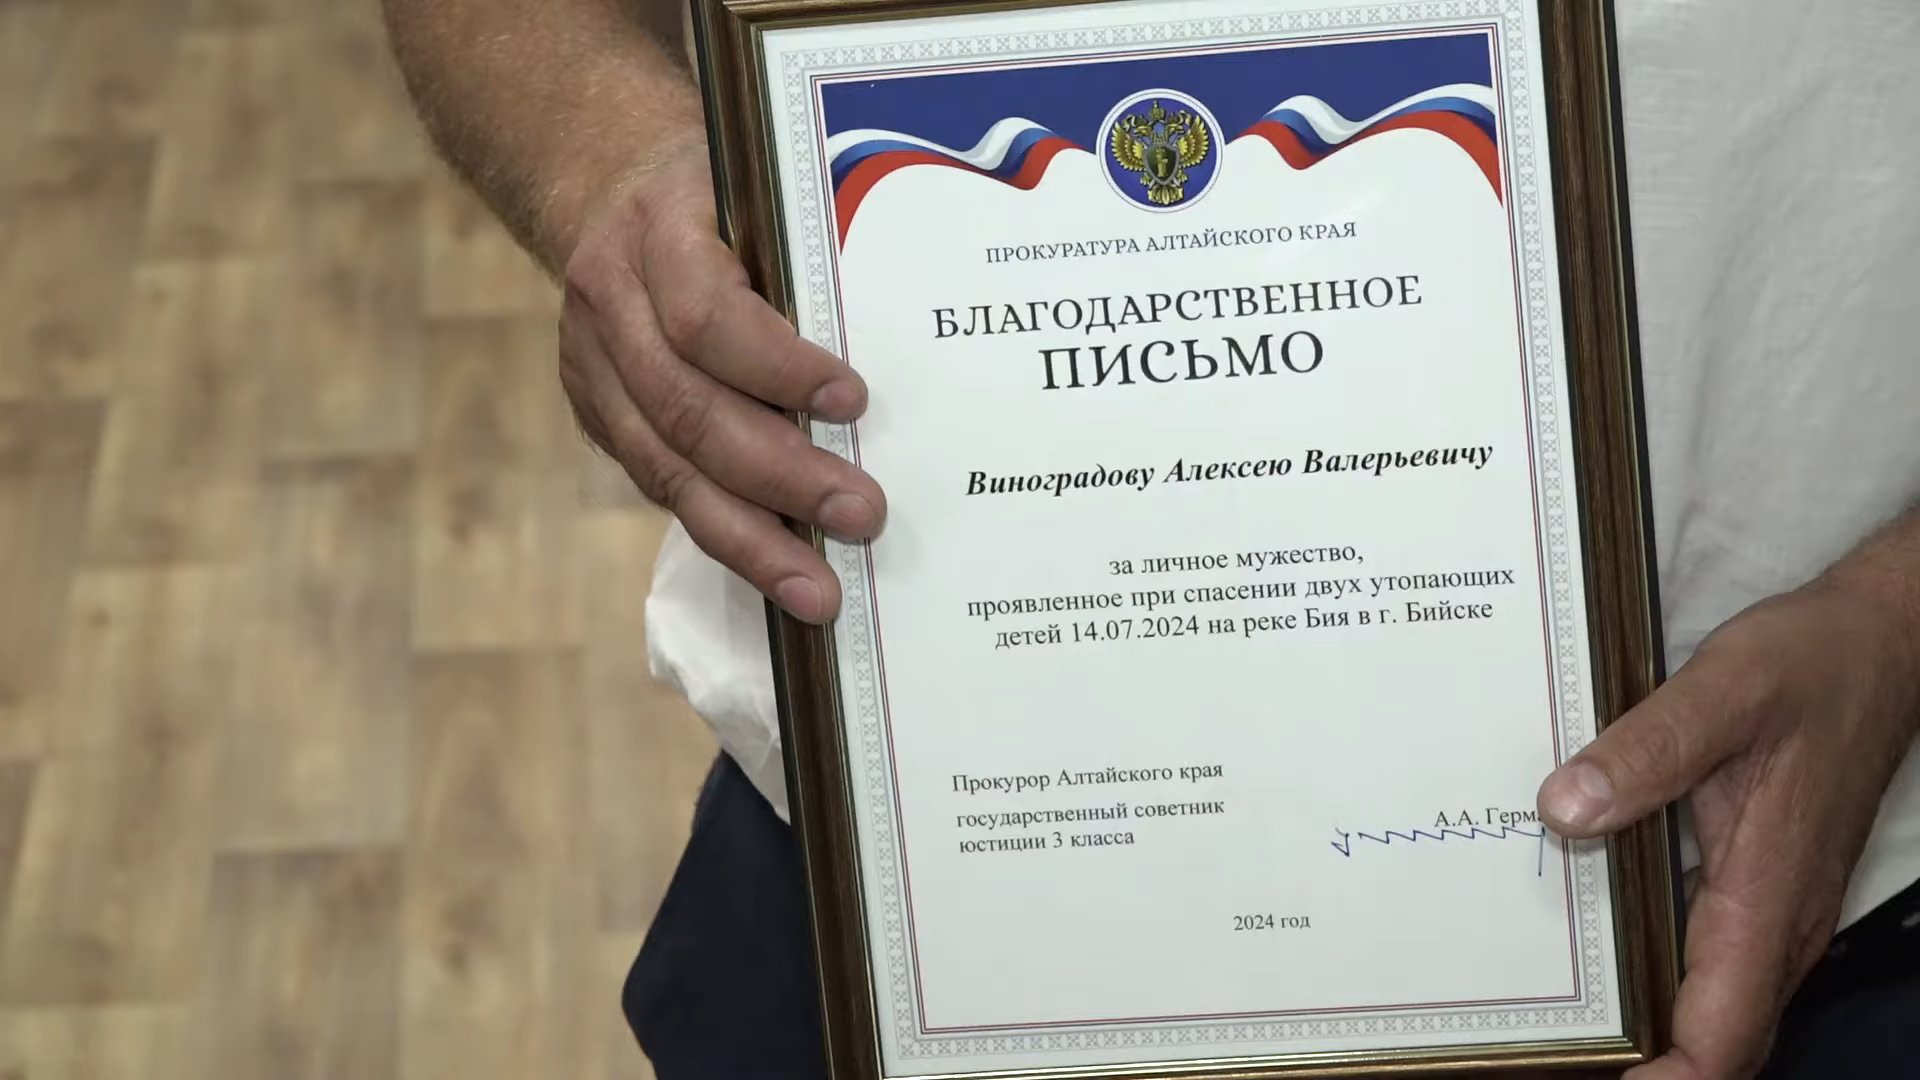 ПРОКУРАТУРА АЛТАЙСКОГО КРАЯ
БЛАГОДАРСТВЕННОЕ
ПИСЬМО
Виноградову Алексею Валерьевичу
за личное мужество,
проявленное при спасении двух утопающих
детей 14.07.2024 на реке Бия в г. Бийске
Прокурор Алтайского края
государственный советник
юстиции 3 класса
А.А. Герма
2024 год